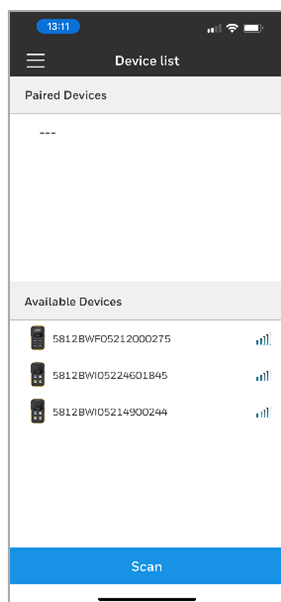 13:11
Device list
Paired Devices
---
Available Devices
5812BWF05212000275
5812BWI05224601845
5812BWI05214900244
Scan